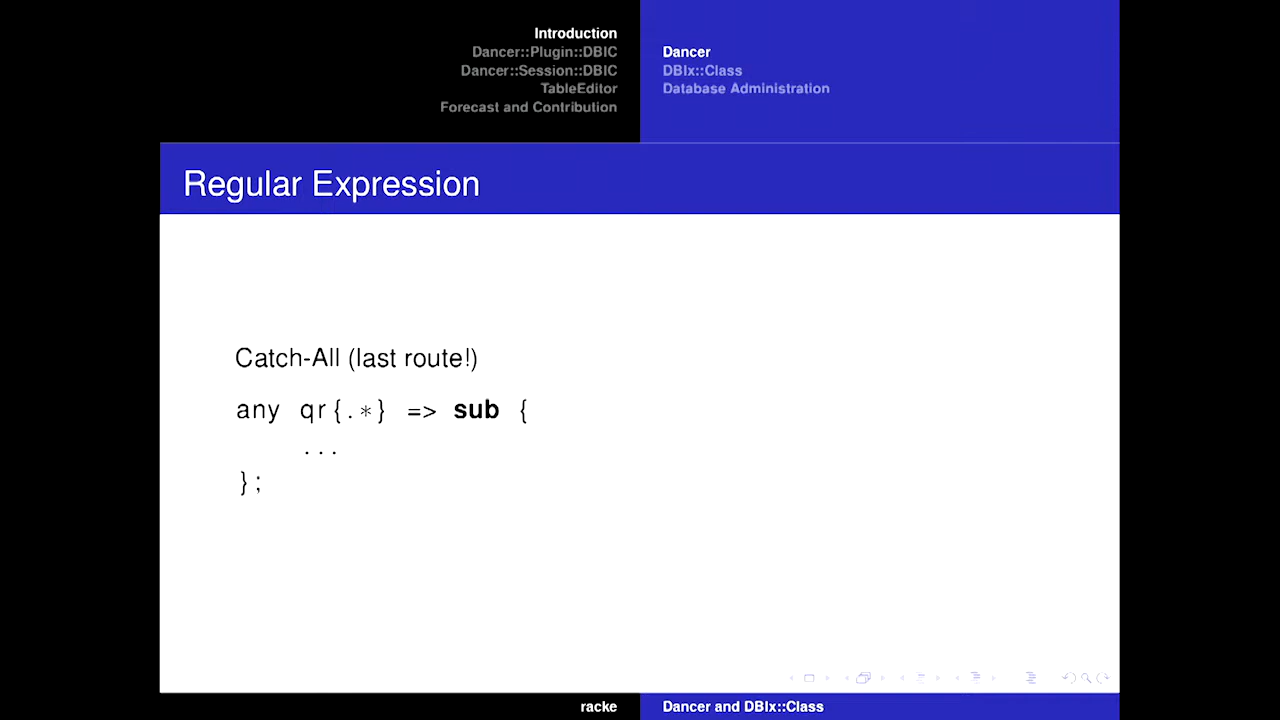 Introduction
Dancer::Plugin::DBIC
Dancer::Session::DBIC
TableEditor
Forecast and Contribution
Dancer
DBIx::Class
Database Administration
Regular Expression
Catch-All (last route!)
any qr{.*} => sub {
...
};
racke
Dancer and DBIx::Class